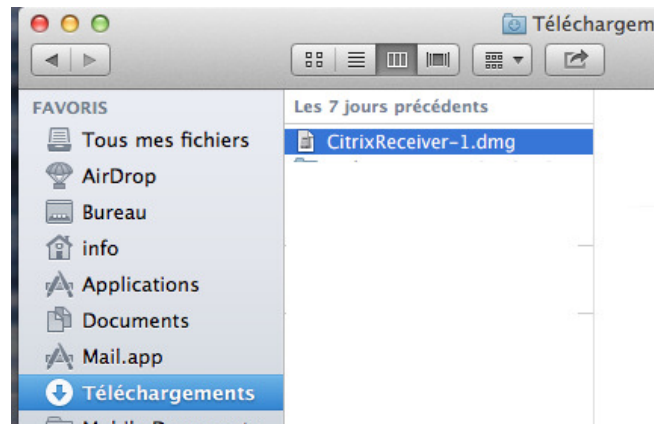 Téléchargem
FAVORIS
Tous mes fichiers
AirDrop
Bureau
info
Applications
Documents
Mail.app
Téléchargements
Les 7 jours précédents
CitrixReceiver-1.dmg